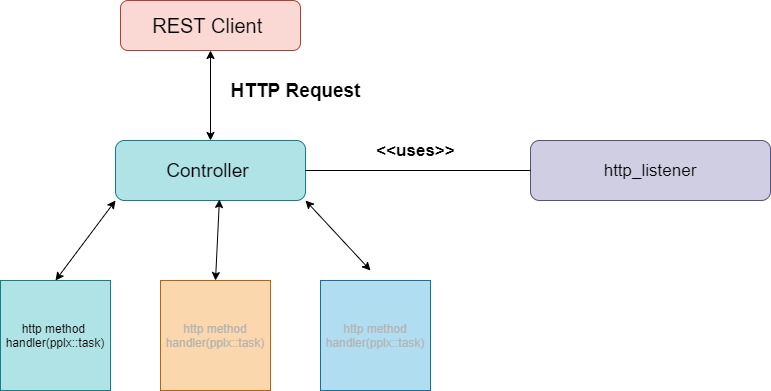 REST Client
HTTP Request
<<uses>>
Controller
http_listener
http method
handler(pplx::task)
http method
handler(pplx::task)
http method
handler(pplx::task)